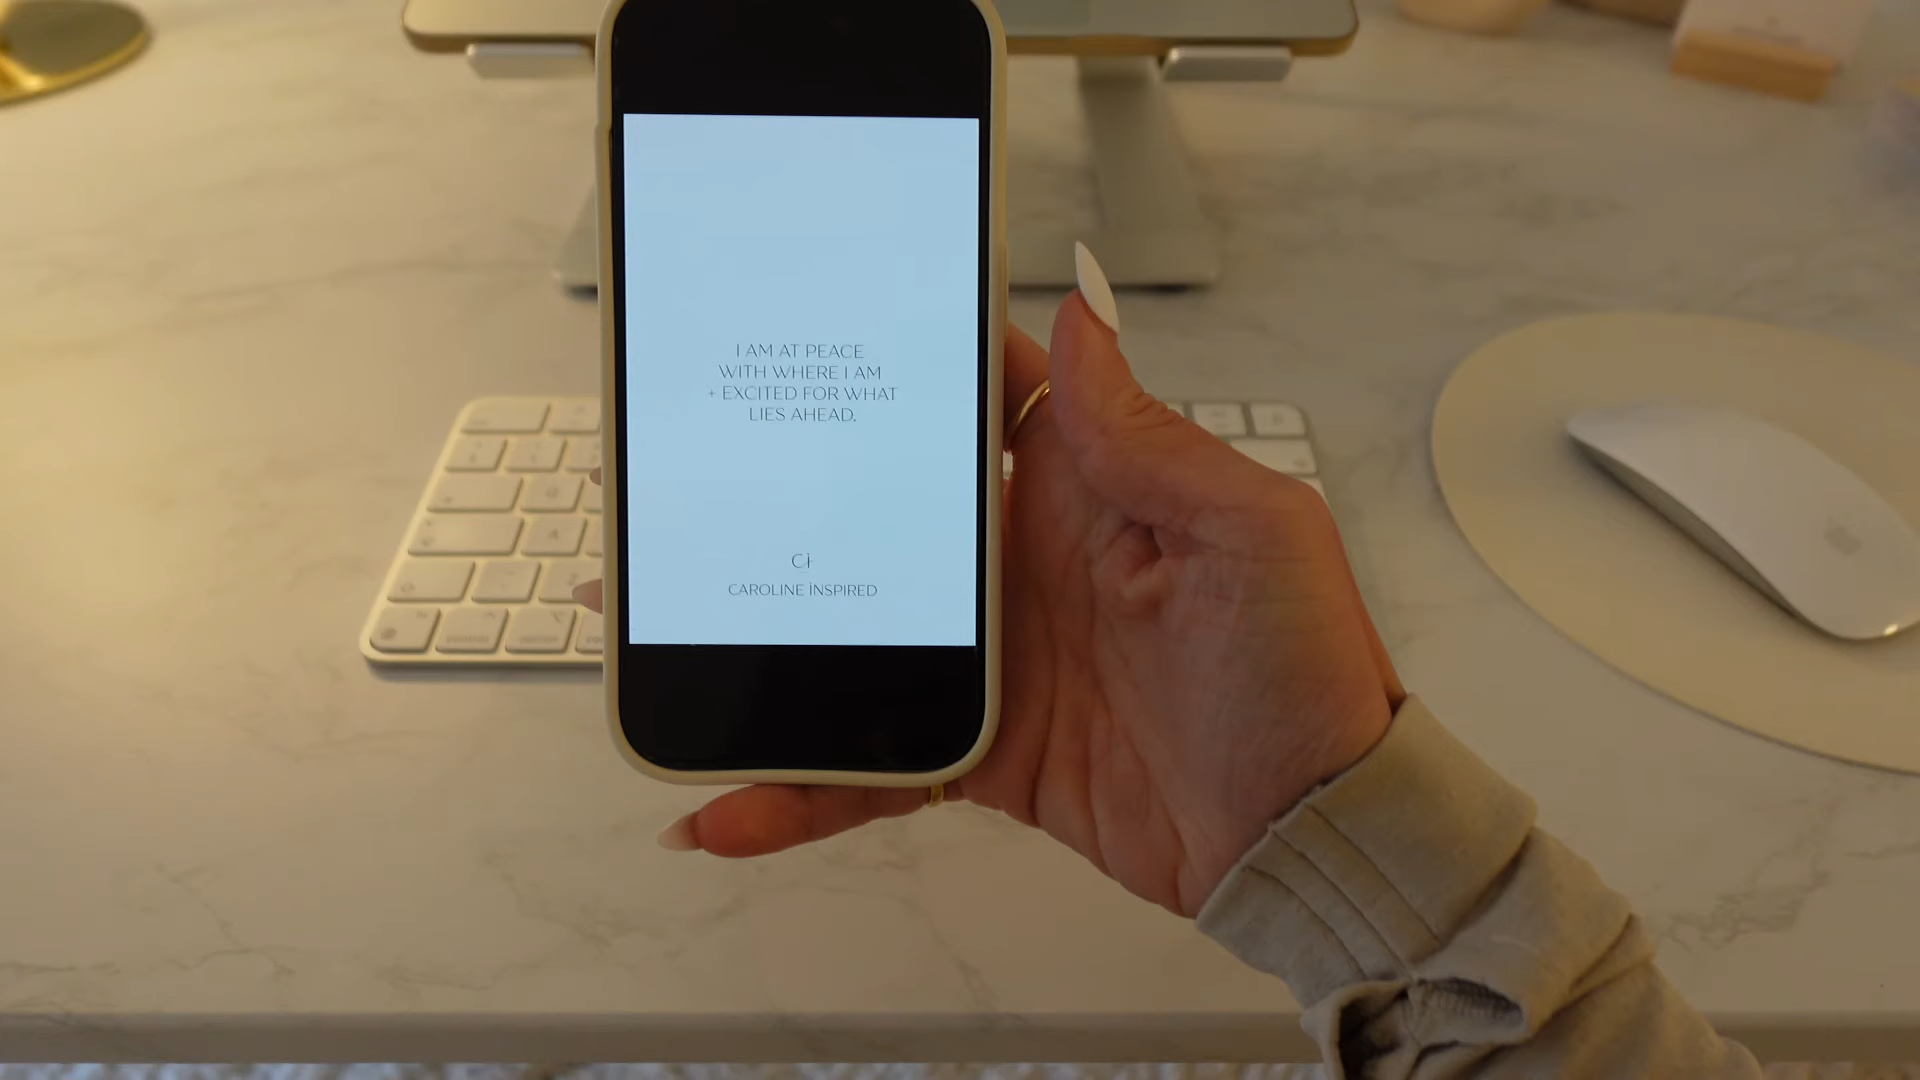 I AM AT PEACE
WITH WHERE I AM
+ EXCITED FOR WHAT
LIES AHEAD.
Ci
CAROLINE INSPIRED